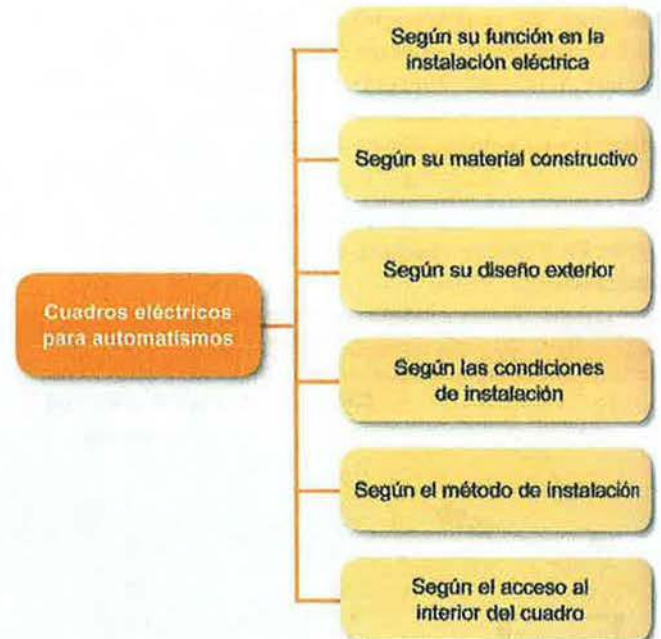 Según su función en la
instalación eléctrica
Según su material constructivo
Según su diseño exterior
Cuadros eléctricos
para automatismos
Según las condiciones
de instalación
Según el método de instalación
Según el acceso al
interior del cuadro